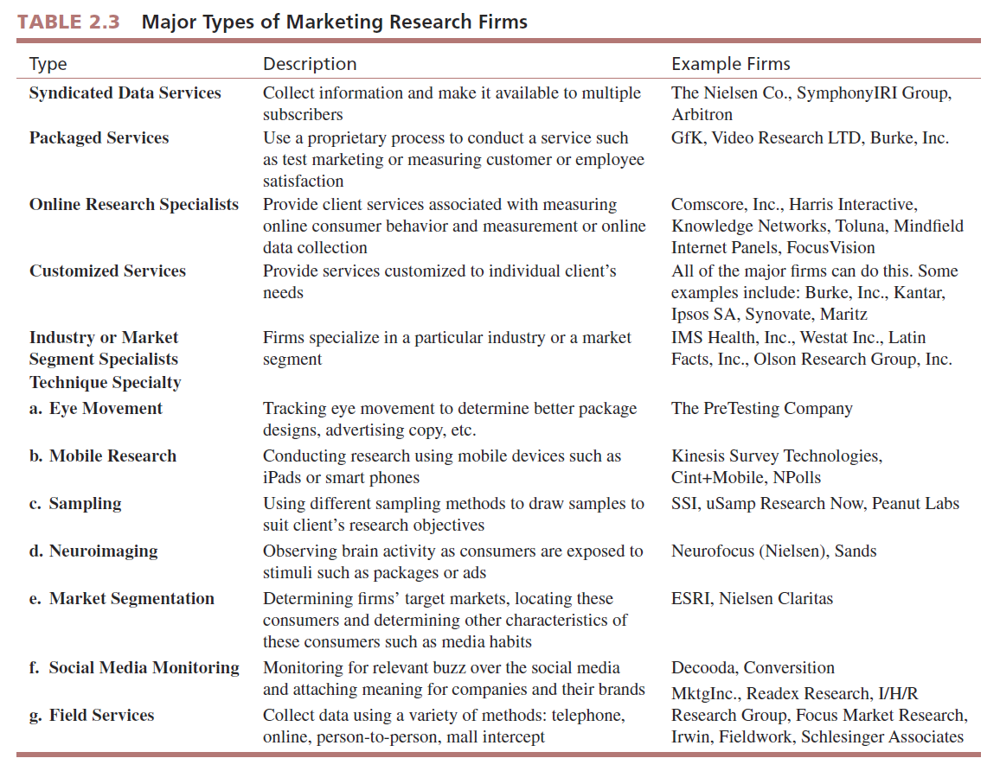 TABLE 2.3 Major Types of Marketing Research Firms
Type Description Example Firms
Syndicated Data Services Collect information and make it available to multiple The Nielsen Co., SymphonyIRI Group,
subscribers Arbitron
Packaged Services Use a proprietary process to conduct a service such GfK, Video Research LTD, Burke, Inc.
as test marketing or measuring customer or employee
satisfaction
Online Research Specialists Provide client services associated with measuring Comscore, Inc., Harris Interactive,
online consumer behavior and measurement or online Knowledge Networks, Toluna, Mindfield
data collection Internet Panels, FocusVision
Customized Services Provide services customized to individual client's All of the major firms can do this. Some
needs examples include: Burke, Inc., Kantar,
Ipsos SA, Synovate, Maritz
Industry or Market Firms specialize in a particular industry or a market IMS Health, Inc., Westat Inc., Latin
Segment Specialists segment Facts, Inc., Olson Research Group, Inc.
Technique Specialty
a. Eye Movement Tracking eye movement to determine better package The PreTesting Company
designs, advertising copy, etc.
b. Mobile Research Conducting research using mobile devices such as Kinesis Survey Technologies,
iPads or smart phones Cint+Mobile, NPolls
c. Sampling Using different sampling methods to draw samples to SSI, uSamp Research Now, Peanut Labs
suit client's research objectives
d. Neuroimaging Observing brain activity as consumers are exposed to Neurofocus (Nielsen), Sands
stimuli such as packages or ads
e. Market Segmentation Determining firms' target markets, locating these ESRI, Nielsen Claritas
consumers and determining other characteristics of
these consumers such as media habits
f. Social Media Monitoring Monitoring for relevant buzz over the social media Decooda, Conversition
and attaching meaning for companies and their brands MktgInc., Readex Research, I/H/R
g. Field Services Collect data using a variety of methods: telephone, Research Group, Focus Market Research,
online, person-to-person, mall intercept Irwin, Fieldwork, Schlesinger Associates